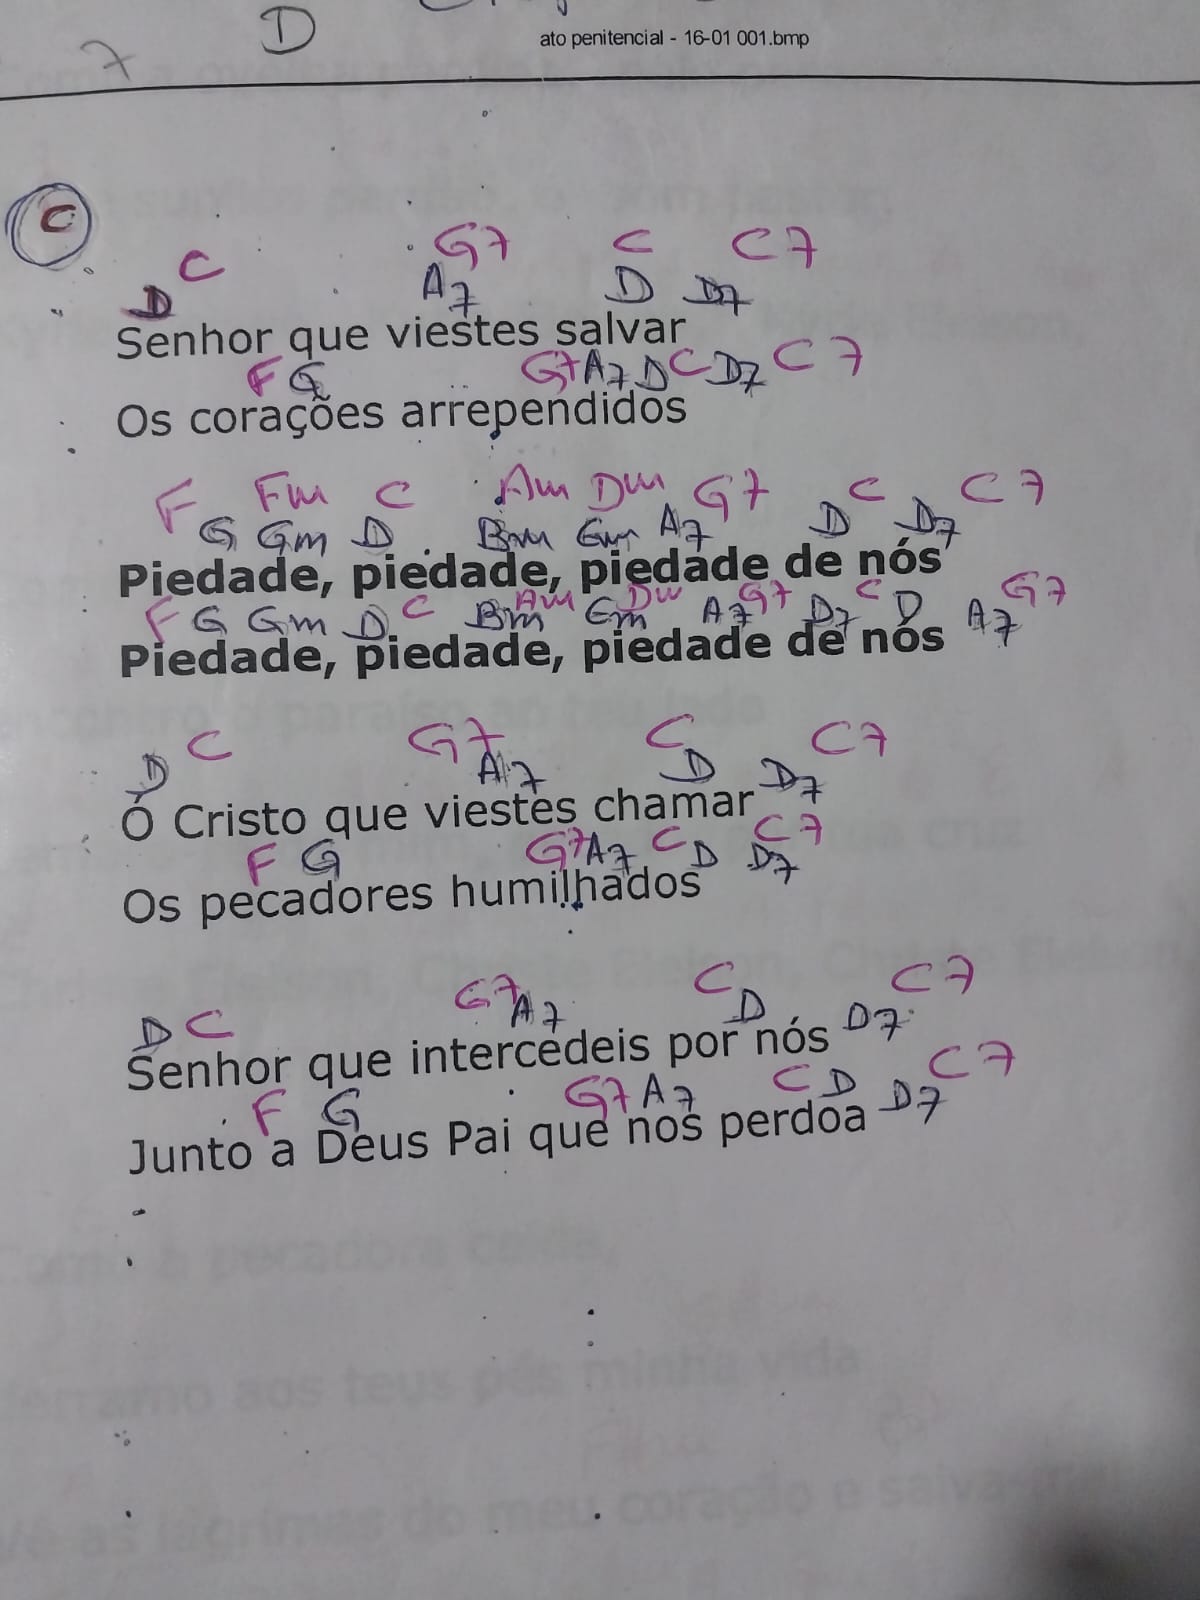 7 D
ato penitencial - 16-01 001.bmp
C
C G7 C C7
D A7 D D7
Senhor que viestes salvar
F G G7 A7 D C D7 C7
Os corações arrependidos
F Fm C Am Dm G7 C C7
G Gm D Bm Em A7 D D7
Piedade, piedade, piedade de nós
F C Am Dm G7 C G7
G Gm D Bm Em A7 D7 D A7
Piedade, piedade, piedade de nós
C G7 C C7
D A7 D D7
Ó Cristo que viestes chamar
F G G7 A7 C D D7 C7
Os pecadores humilhados
C G7 C C7
D A7 D D7
Senhor que intercedeis por nós
F G G7 A7 C D D7 C7
Junto a Deus Pai que nos perdoa